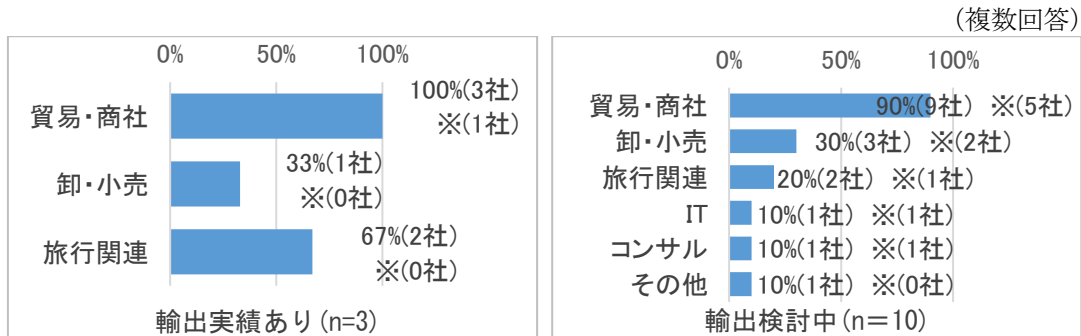 (複数回答)
0% 50% 100%
貿易・商社 100%(3社)
※(1社)
卸・小売 33%(1社)
※(0社)
旅行関連 67%(2社)
※(0社)
輸出実績あり(n=3)
0% 50% 100%
貿易・商社 90%(9社) ※(5社)
卸・小売 30%(3社) ※(2社)
旅行関連 20%(2社) ※(1社)
IT 10%(1社) ※(1社)
コンサル 10%(1社) ※(1社)
その他 10%(1社) ※(0社)
輸出検討中(n=10)